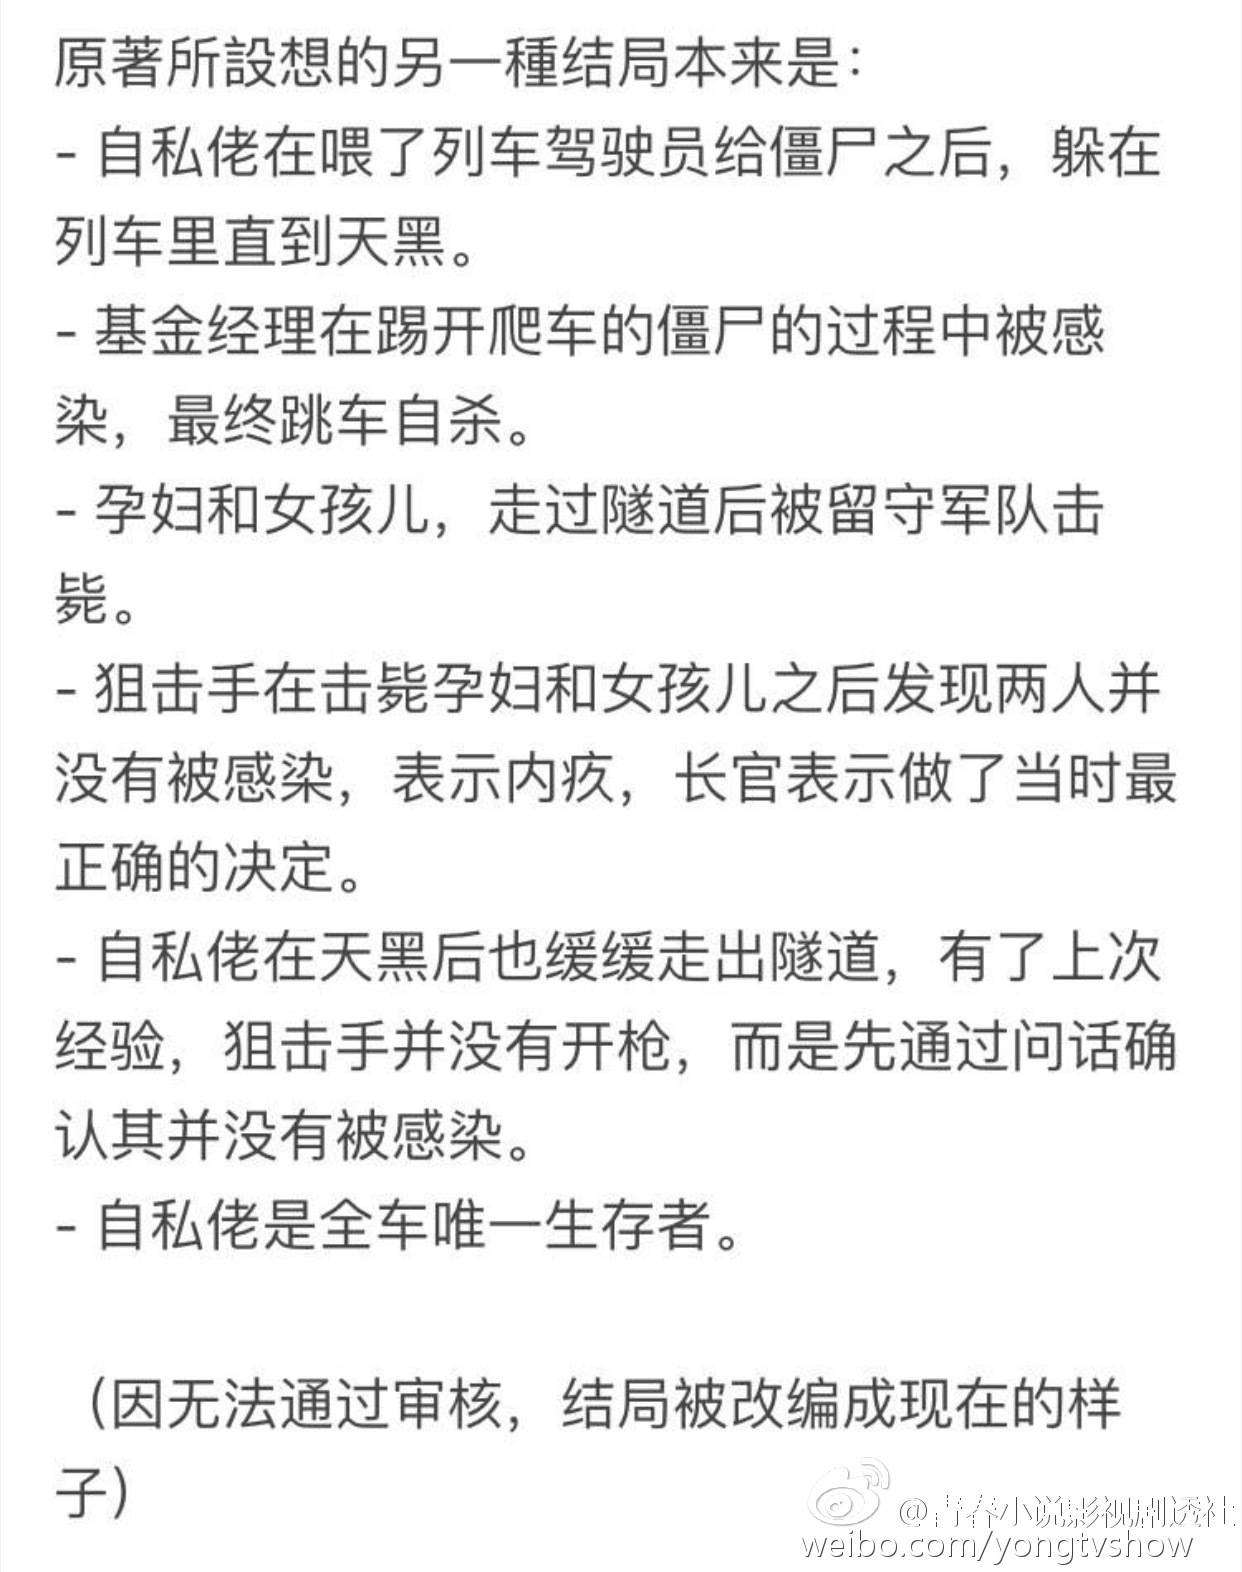 原著所設想的另一種结局本来是：
- 自私佬在喂了列车驾驶员给僵尸之后，躲在
列车里直到天黑。
- 基金经理在踢开爬车的僵尸的过程中被感
染，最终跳车自杀。
- 孕妇和女孩儿，走过隧道后被留守军队击
毙。
- 狙击手在击毙孕妇和女孩儿之后发现两人并
没有被感染，表示内疚，长官表示做了当时最
正确的决定。
- 自私佬在天黑后也缓缓走出隧道，有了上次
经验，狙击手并没有开枪，而是先通过问话确
认其并没有被感染。
- 自私佬是全车唯一生存者。
（因无法通过审核，结局被改编成现在的样
子）
@青春小说影视剧透社
weibo.com/yongtvshow